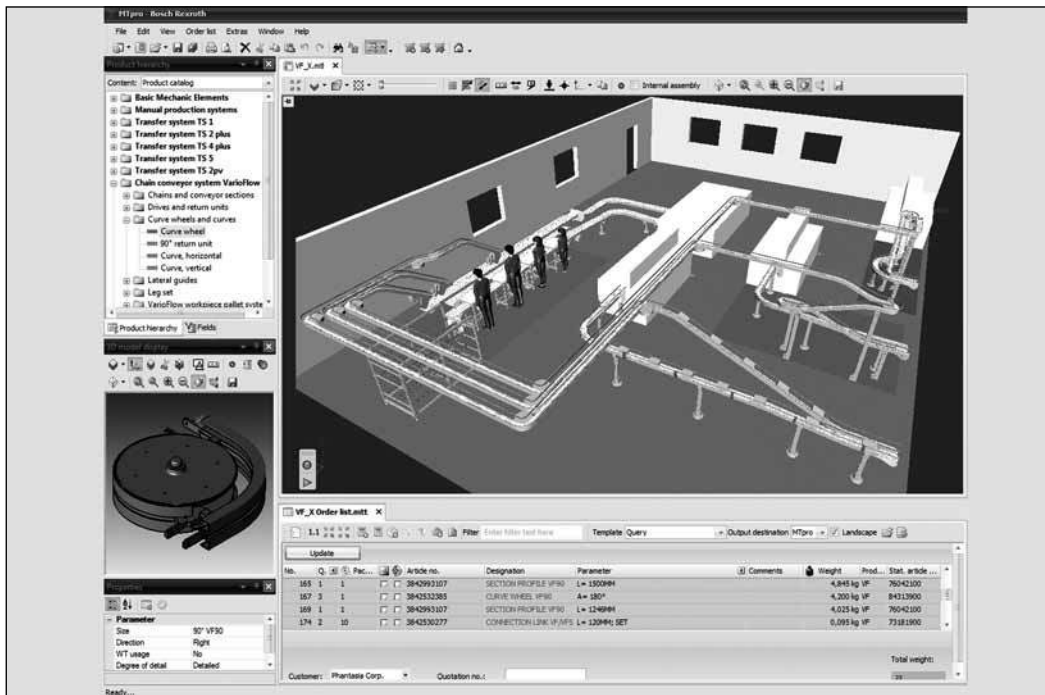 MTpro - Bosch Rexroth
File Edit View Order list Extras Window Help
Product hierarchy
VF_X.mtl
Content: Product catalog
Internal assembly
Basic Mechanic Elements
Manual production systems
Transfer system TS 1
Transfer system TS 2 plus
Transfer system TS 4 plus
Transfer system TS 5
Transfer system TS 2pv
Chain conveyor system VarioFlow
Chains and conveyor sections
Drives and return units
Curve wheels and curves
Curve wheel
90° return unit
Curve, horizontal
Curve, vertical
Lateral guides
Leg set
VarioFlow workpiece pallet syste
Product hierarchy Fields
3D model display
VF_X Order list.mtt
1.1 Filter Enter filter text here Template Query Output destination MTpro Landscape
Update
No. Q. Pac... Article no. Designation Parameter Comments Weight Prod... Stat. article ...
165 1 1 3842993107 SECTION PROFILE VF90 L= 1500MM 4,845 kg VF 76042100
167 3 1 3842532385 CURVE WHEEL VF90 A= 180° 4,200 kg VF 84313900
169 1 1 3842993107 SECTION PROFILE VF90 L= 1246MM 4,025 kg VF 76042100
174 2 10 3842530277 CONNECTION LINK VF/VFS L= 120MM; SET 0,095 kg VF 73181900
Properties
Parameter
Size 90° VF90
Direction Right
WT usage No
Degree of detail Detailed
Total weight:
Customer: Phantasia Corp. Quotation no.:
Ready...